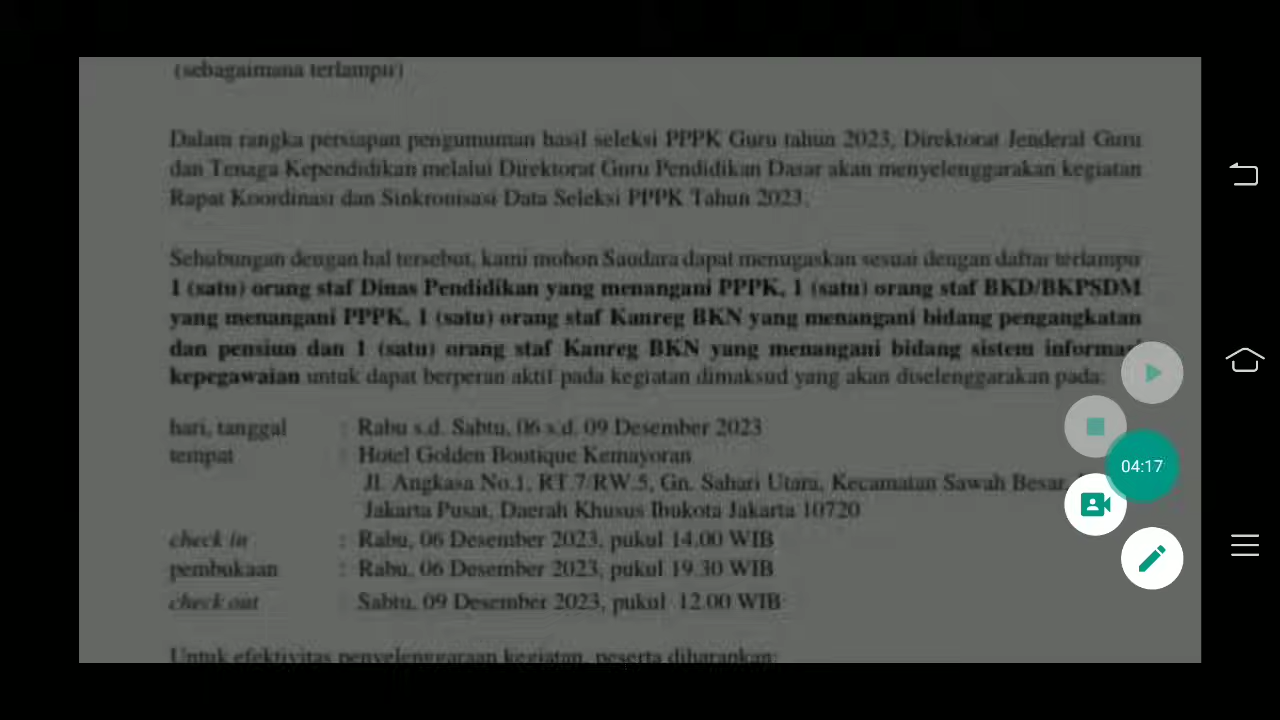 (sebagaimana terlampir)
Dalam rangka persiapan pengumuman hasil seleksi PPPK Guru tahun 2023, Direktorat Jenderal Guru
dan Tenaga Kependidikan melalui Direktorat Guru Pendidikan Dasar akan menyelenggarakan kegiatan
Rapat Koordinasi dan Sinkronisasi Data Seleksi PPPK Tahun 2023.
Sehubungan dengan hal tersebut, kami mohon Saudara dapat menugaskan sesuai dengan daftar terlampir
1 (satu) orang staf Dinas Pendidikan yang menangani PPPK, 1 (satu) orang staf BKD/BKPSDM
yang menangani PPPK, 1 (satu) orang staf Kanreg BKN yang menangani bidang pengangkatan
dan pensiun dan 1 (satu) orang staf Kanreg BKN yang menangani bidang sistem informasi
kepegawaian untuk dapat berperan aktif pada kegiatan dimaksud yang akan diselenggarakan pada:
hari, tanggal : Rabu s.d. Sabtu, 06 s.d. 09 Desember 2023
tempat : Hotel Golden Boutique Kemayoran
Jl. Angkasa No.1, RT.7/RW.5, Gn. Sahari Utara, Kecamatan Sawah Besar,
Jakarta Pusat, Daerah Khusus Ibukota Jakarta 10720
check in : Rabu, 06 Desember 2023, pukul 14.00 WIB
pembukaan : Rabu, 06 Desember 2023, pukul 19.30 WIB
check out : Sabtu, 09 Desember 2023, pukul 12.00 WIB
Untuk efektivitas penyelenggaraan kegiatan, peserta diharapkan:
04:17